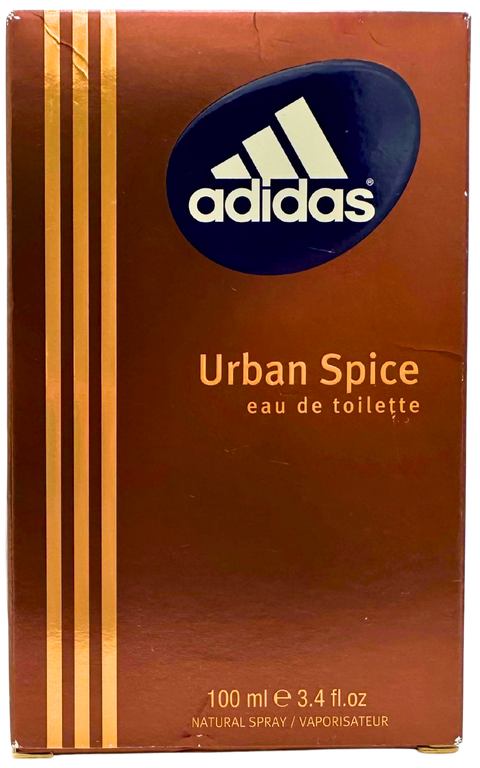 adidas®
Urban Spice
eau de toilette
100 ml ℮ 3.4 fl.oz
NATURAL SPRAY / VAPORISATEUR